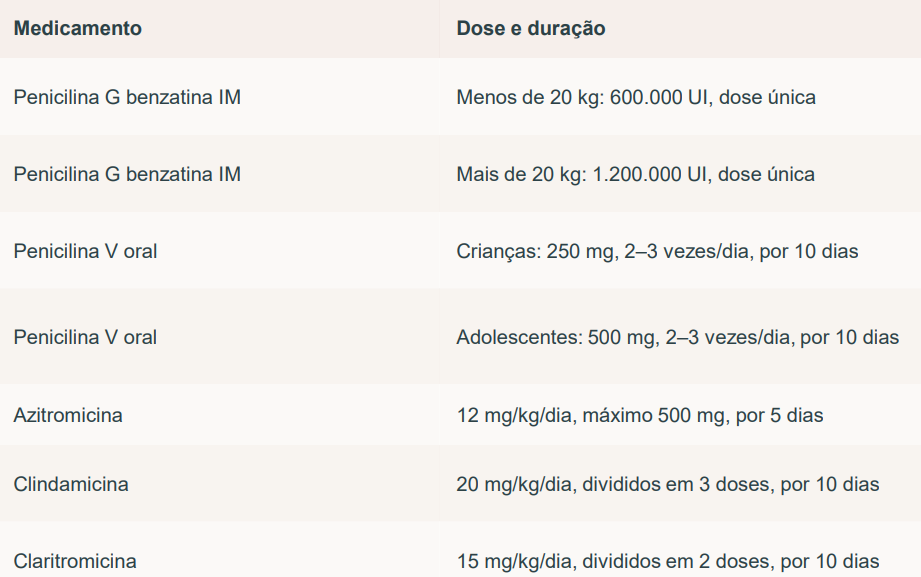 Medicamento Dose e duração
Penicilina G benzatina IM Menos de 20 kg: 600.000 UI, dose única
Penicilina G benzatina IM Mais de 20 kg: 1.200.000 UI, dose única
Penicilina V oral Crianças: 250 mg, 2–3 vezes/dia, por 10 dias
Penicilina V oral Adolescentes: 500 mg, 2–3 vezes/dia, por 10 dias
Azitromicina 12 mg/kg/dia, máximo 500 mg, por 5 dias
Clindamicina 20 mg/kg/dia, divididos em 3 doses, por 10 dias
Claritromicina 15 mg/kg/dia, divididos em 2 doses, por 10 dias